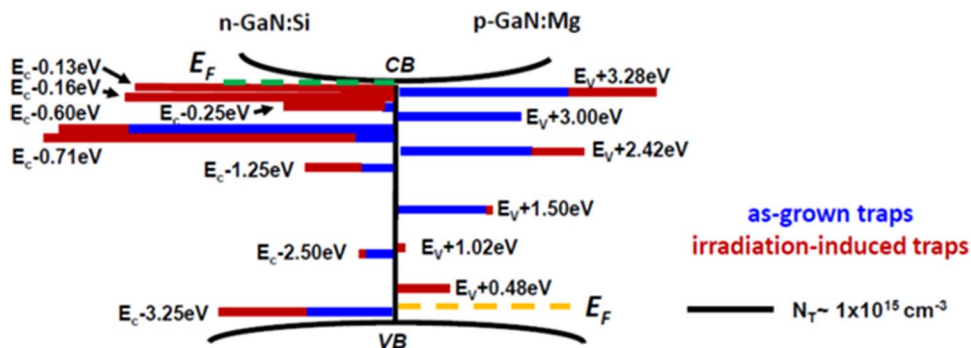 n-GaN:Si
p-GaN:Mg
E_c-0.13eV
E_F
CB
E_c-0.16eV
E_V+3.28eV
E_c-0.60eV
E_c-0.25eV
E_V+3.00eV
E_c-0.71eV
E_V+2.42eV
E_c-1.25eV
E_V+1.50eV
as-grown traps
irradiation-induced traps
E_c-2.50eV
E_V+1.02eV
E_V+0.48eV
E_c-3.25eV
E_F
N_T~ 1x10^15 cm^-3
VB